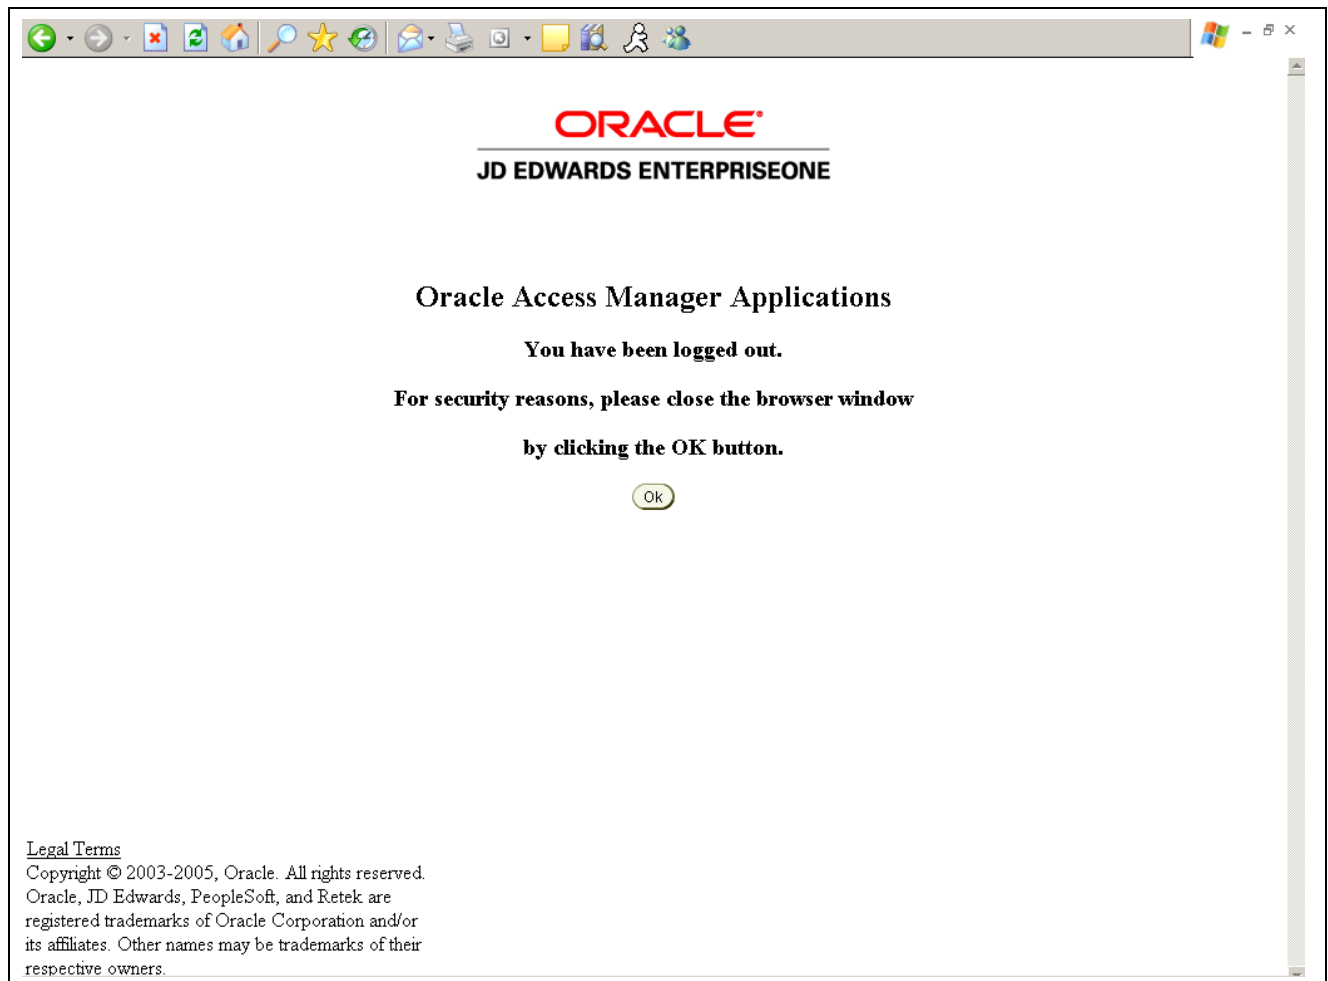 ORACLE
JD EDWARDS ENTERPRISEONE
Oracle Access Manager Applications
You have been logged out.
For security reasons, please close the browser window
by clicking the OK button.
Ok
Legal Terms
Copyright © 2003-2005, Oracle. All rights reserved.
Oracle, JD Edwards, PeopleSoft, and Retek are
registered trademarks of Oracle Corporation and/or
its affiliates. Other names may be trademarks of their
respective owners.